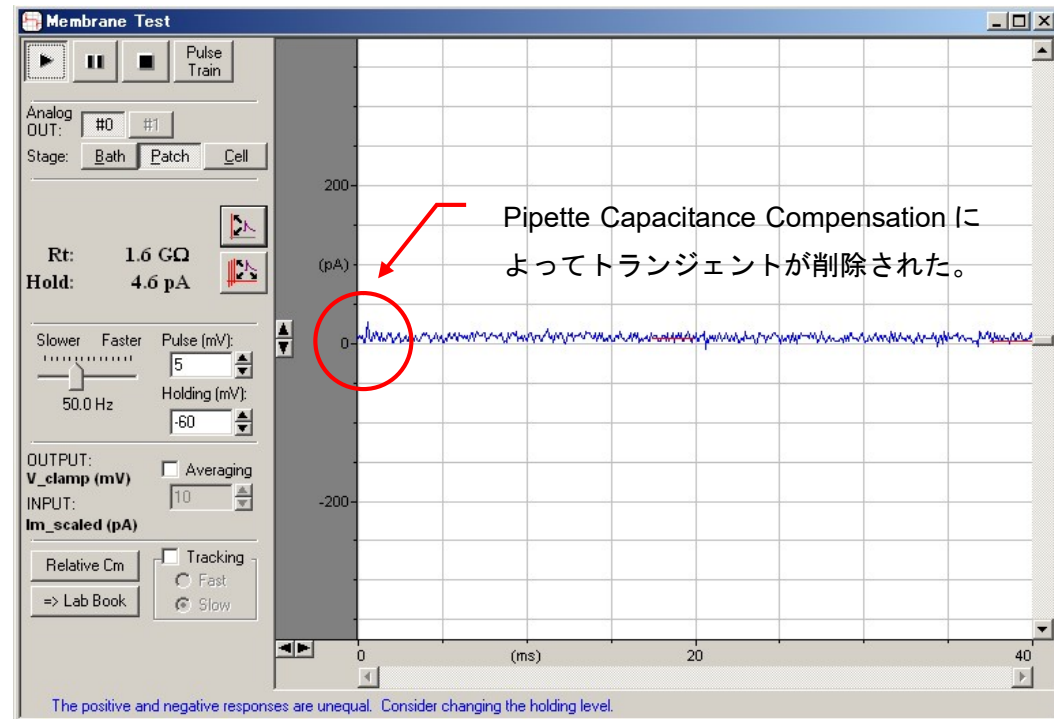 Membrane Test
Pulse
Train
Analog
OUT:
#0
#1
Stage:
Bath
Patch
Cell
Rt: 1.6 GΩ
Hold: 4.6 pA
Slower Faster
50.0 Hz
Pulse (mV):
5
Holding (mV):
-60
OUTPUT:
V_clamp (mV)
INPUT:
Im_scaled (pA)
Averaging
10
Relative Cm
=> Lab Book
Tracking
Fast
Slow
200
(pA)
0
-200
Pipette Capacitance Compensation に
よってトランジェントが削除された。
0 (ms) 20 40
The positive and negative responses are unequal. Consider changing the holding level.